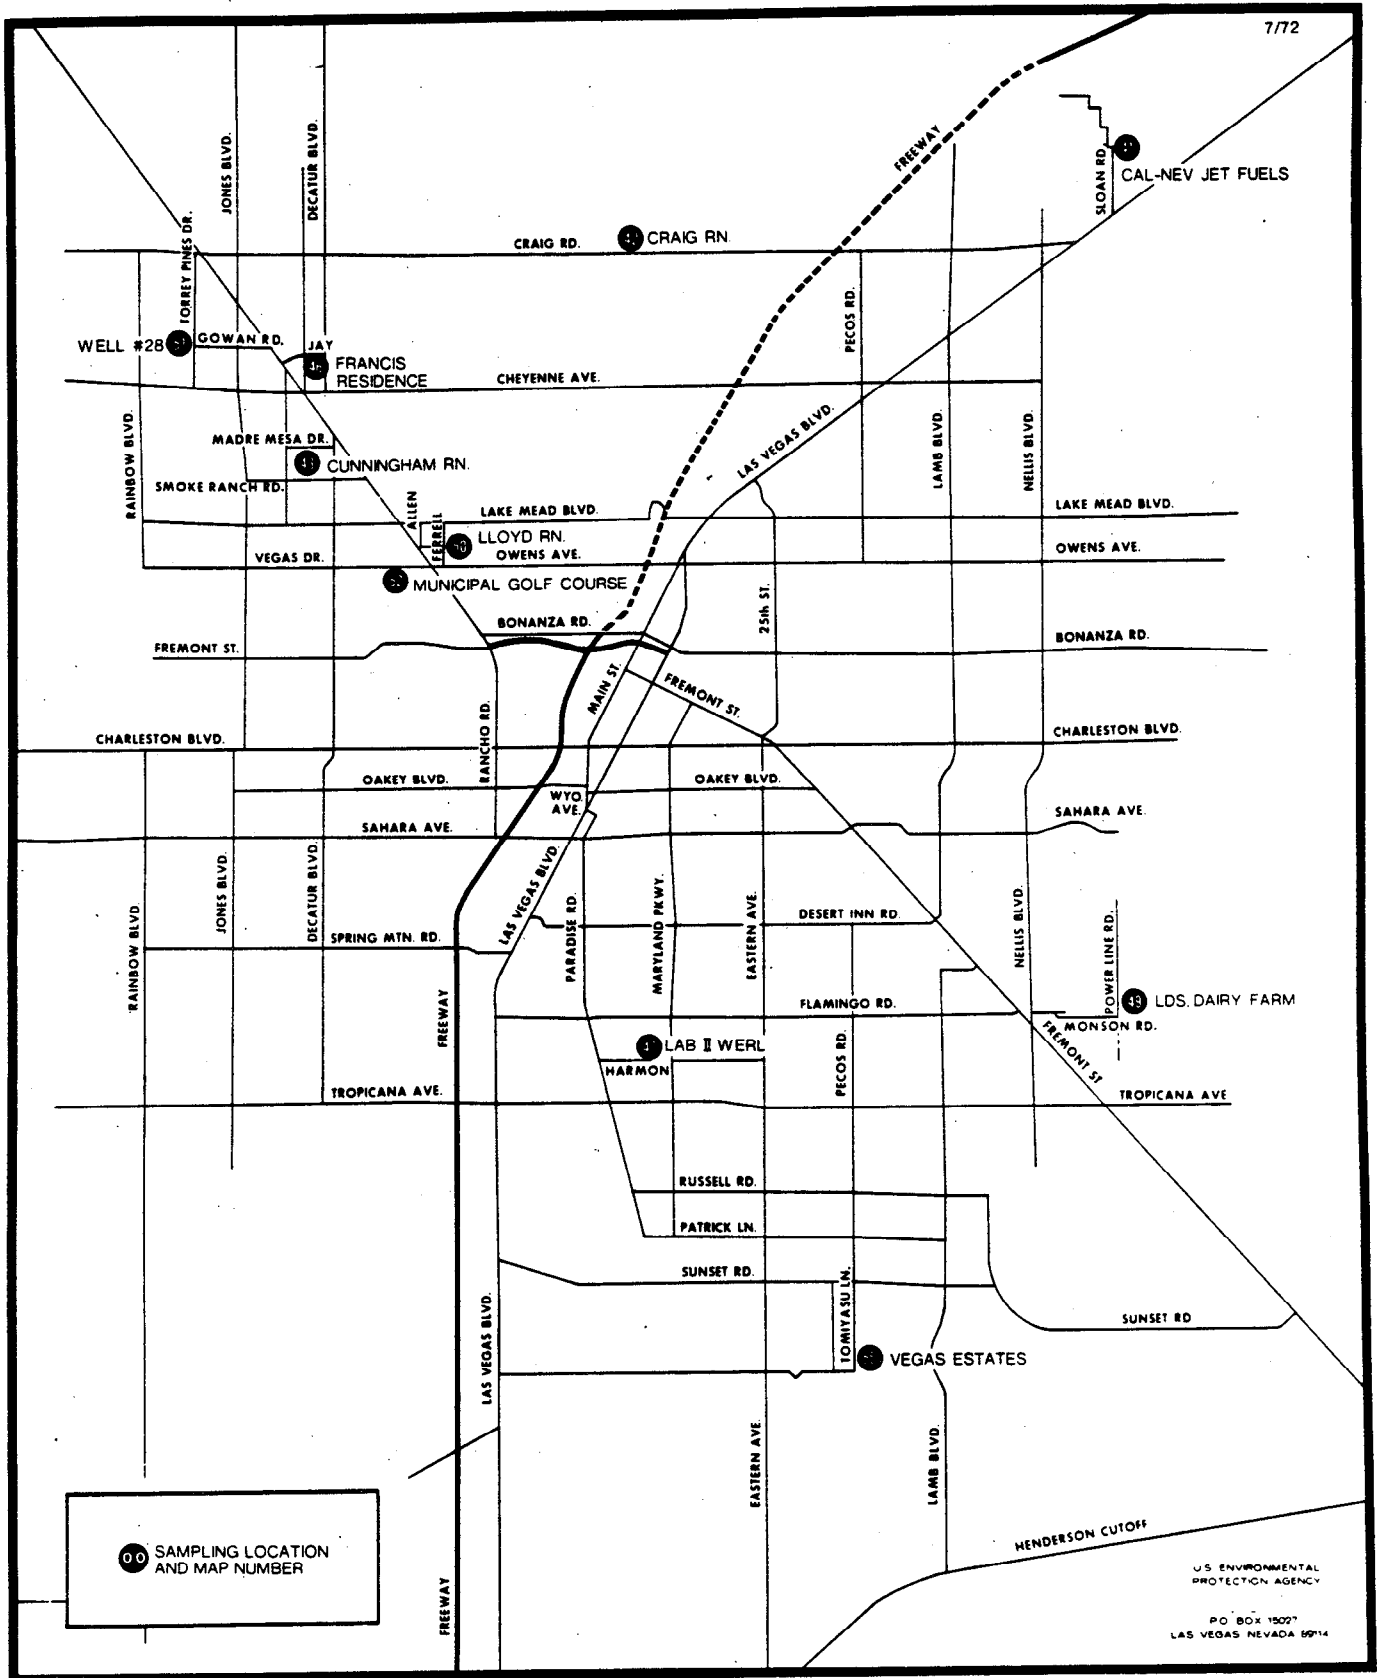 7/72
FREEWAY
JONES BLVD.
DECATUR BLVD.
SLOAN RD.
CAL-NEV JET FUELS
TORREY PINES DR.
CRAIG RD.
CRAIG RN.
PECOS RD.
WELL #28
GOWAN RD.
JAY
FRANCIS
RESIDENCE
CHEYENNE AVE.
RAINBOW BLVD.
LAS VEGAS BLVD.
LAMB BLVD.
NELLIS BLVD.
MADRE MESA DR.
CUNNINGHAM RN.
SMOKE RANCH RD.
ALLEN
FERRELL
LAKE MEAD BLVD.
LAKE MEAD BLVD.
LLOYD RN.
VEGAS DR.
OWENS AVE.
OWENS AVE.
MUNICIPAL GOLF COURSE
25th ST.
BONANZA RD.
BONANZA RD.
FREMONT ST.
MAIN ST.
FREMONT ST.
RANCHO RD.
CHARLESTON BLVD.
CHARLESTON BLVD.
OAKEY BLVD.
OAKEY BLVD.
WYO.
AVE.
SAHARA AVE.
SAHARA AVE.
RAINBOW BLVD.
JONES BLVD.
DECATUR BLVD.
LAS VEGAS BLVD.
PARADISE RD.
MARYLAND PKWY.
EASTERN AVE.
DESERT INN RD.
NELLIS BLVD.
POWER LINE RD.
SPRING MTN. RD.
FREEWAY
FLAMINGO RD.
49
LDS. DAIRY FARM
MONSON RD.
FREMONT ST
LAB II WERL
HARMON
PECOS RD.
TROPICANA AVE.
TROPICANA AVE
RUSSELL RD.
PATRICK LN.
SUNSET RD.
TOMIYASU LN.
SUNSET RD
VEGAS ESTATES
LAS VEGAS BLVD.
EASTERN AVE.
LAMB BLVD.
HENDERSON CUTOFF
00 SAMPLING LOCATION
AND MAP NUMBER
FREEWAY
U S ENVIRONMENTAL
PROTECTION AGENCY
P O BOX 15027
LAS VEGAS NEVADA 89114